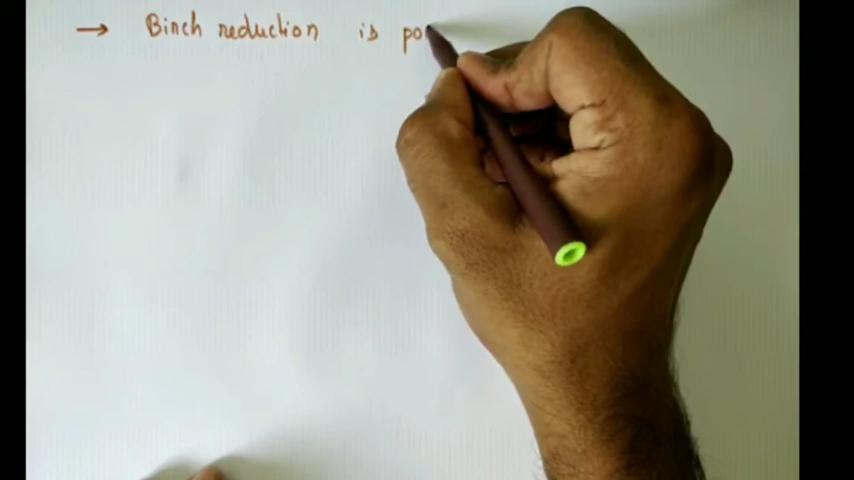 → Birch reduction is po